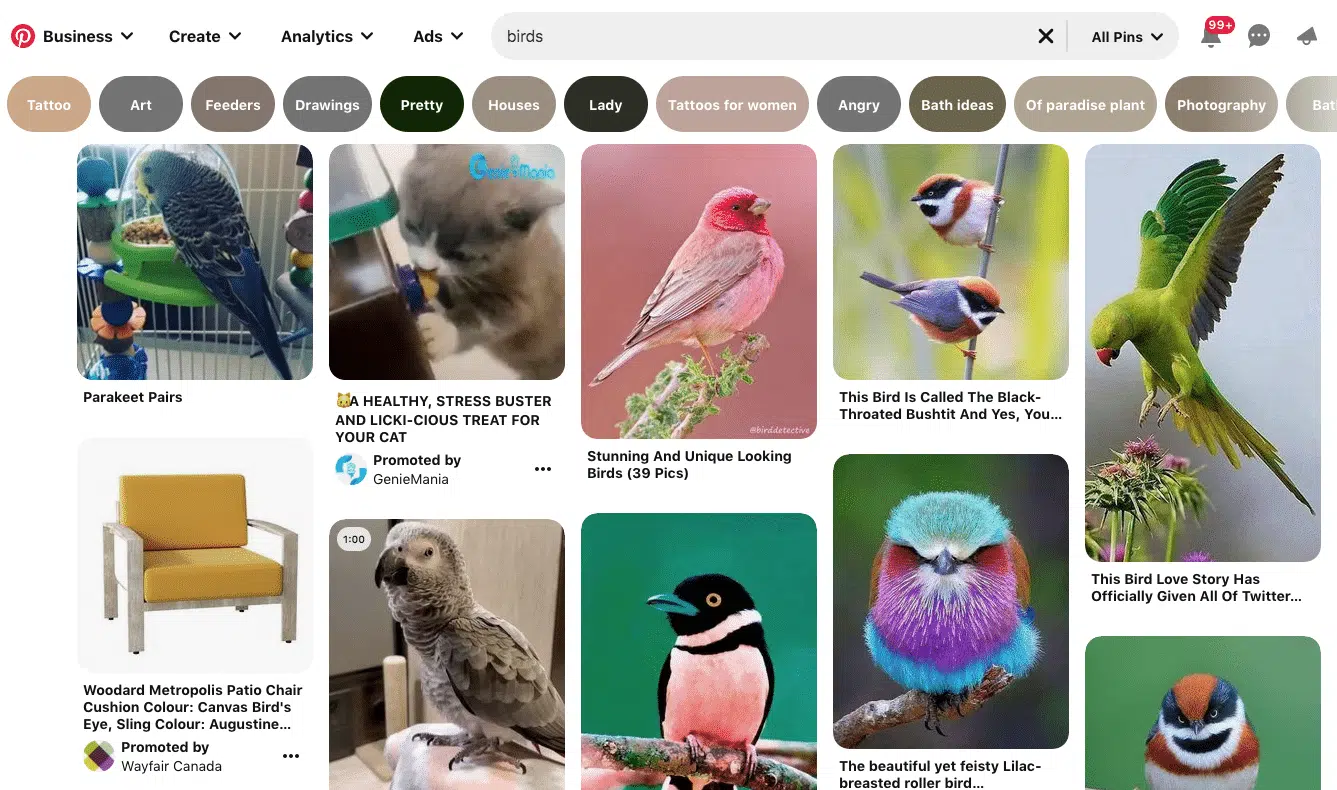 Business
Create
Analytics
Ads
birds
All Pins
99+
Tattoo
Art
Feeders
Drawings
Pretty
Houses
Lady
Tattoos for women
Angry
Bath ideas
Of paradise plant
Photography
Bat
Parakeet Pairs
Woodard Metropolis Patio Chair
Cushion Colour: Canvas Bird's
Eye, Sling Colour: Augustine...
Promoted by
Wayfair Canada
GenieMania
A HEALTHY, STRESS BUSTER
AND LICKI-CIOUS TREAT FOR
YOUR CAT
Promoted by
GenieMania
1:00
@birddetective
Stunning And Unique Looking
Birds (39 Pics)
This Bird Is Called The Black-
Throated Bushtit And Yes, You...
The beautiful yet feisty Lilac-
breasted roller bird...
This Bird Love Story Has
Officially Given All Of Twitter...